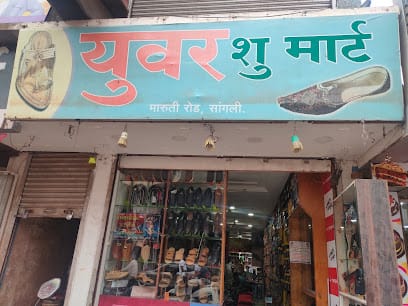 युवर शु मार्ट
मारुती रोड, सांगली.